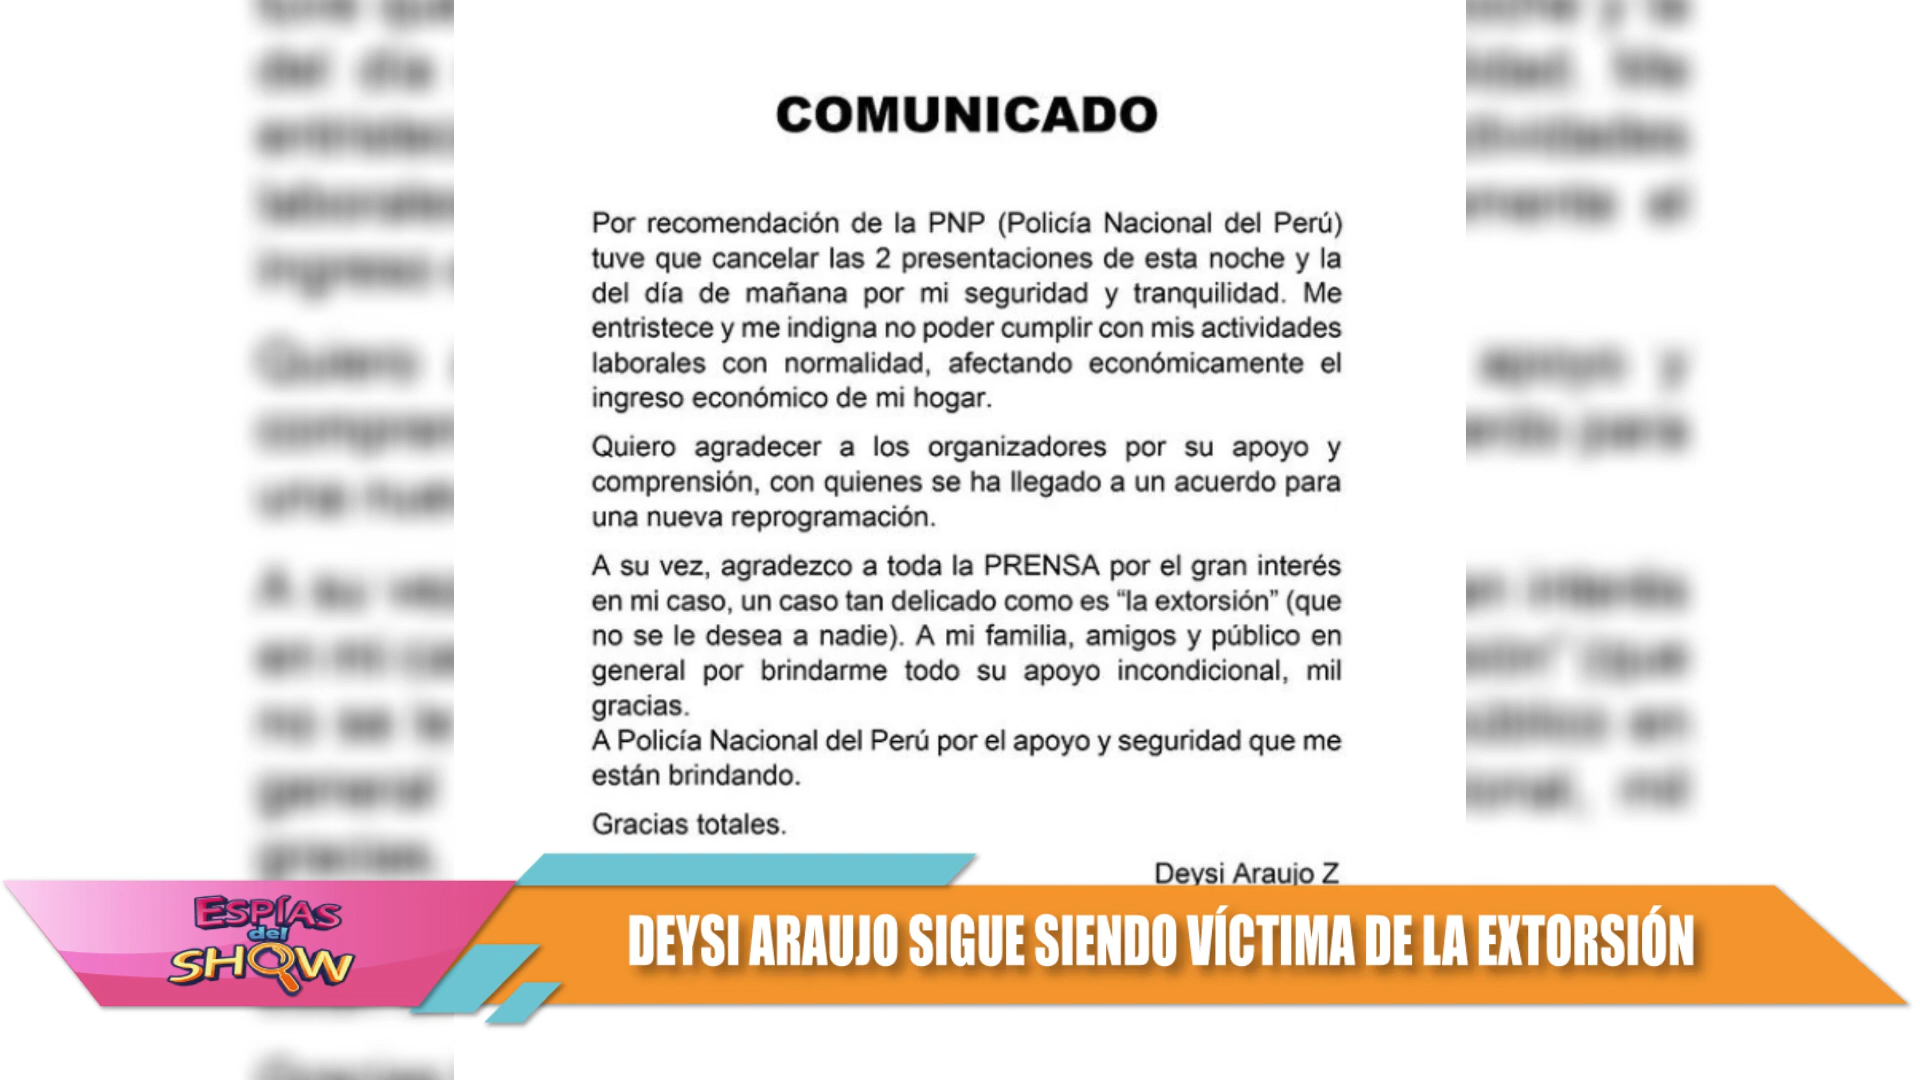 COMUNICADO
Por recomendación de la PNP (Policía Nacional del Perú)
tuve que cancelar las 2 presentaciones de esta noche y la
del día de mañana por mi seguridad y tranquilidad. Me
entristece y me indigna no poder cumplir con mis actividades
laborales con normalidad, afectando económicamente el
ingreso económico de mi hogar.
Quiero agradecer a los organizadores por su apoyo y
comprensión, con quienes se ha llegado a un acuerdo para
una nueva reprogramación.
A su vez, agradezco a toda la PRENSA por el gran interés
en mi caso, un caso tan delicado como es “la extorsión” (que
no se le desea a nadie). A mi familia, amigos y público en
general por brindarme todo su apoyo incondicional, mil
gracias.
A Policía Nacional del Perú por el apoyo y seguridad que me
están brindando.
Gracias totales.
Deysi Araujo Z
ESPÍAS
del
SHOW
DEYSI ARAUJO SIGUE SIENDO VÍCTIMA DE LA EXTORSIÓN